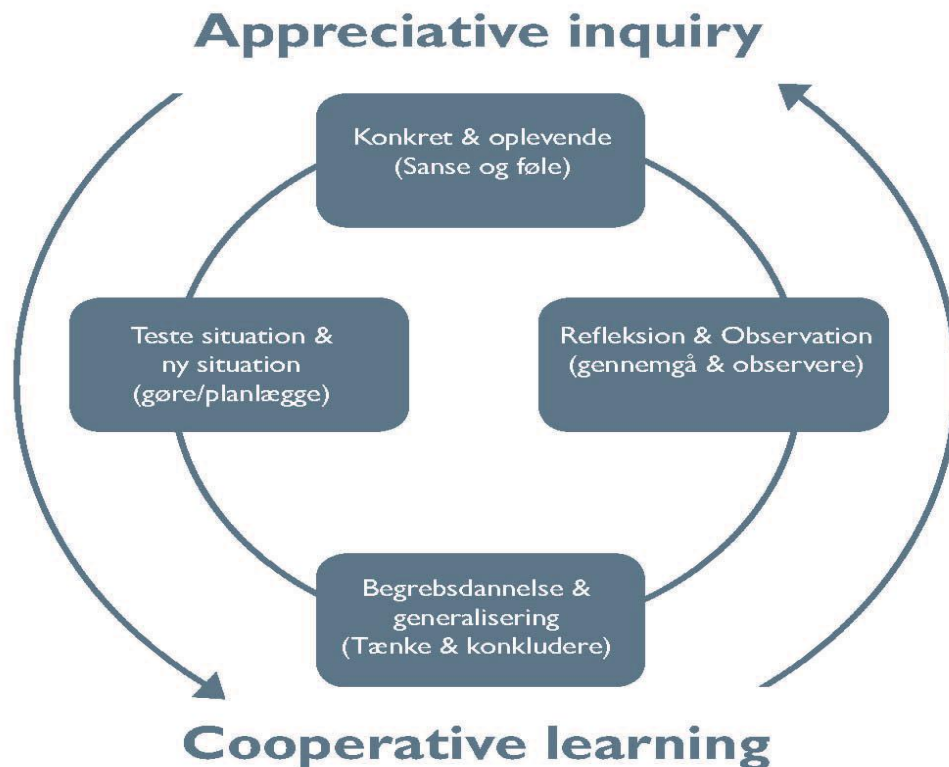 Appreciative inquiry
Konkret & oplevende
(Sanse og føle)
Teste situation &
ny situation
(gøre/planlægge)
Refleksion & Observation
(gennemgå & observere)
Begrebsdannelse &
generalisering
(Tænke & konkludere)
Cooperative learning